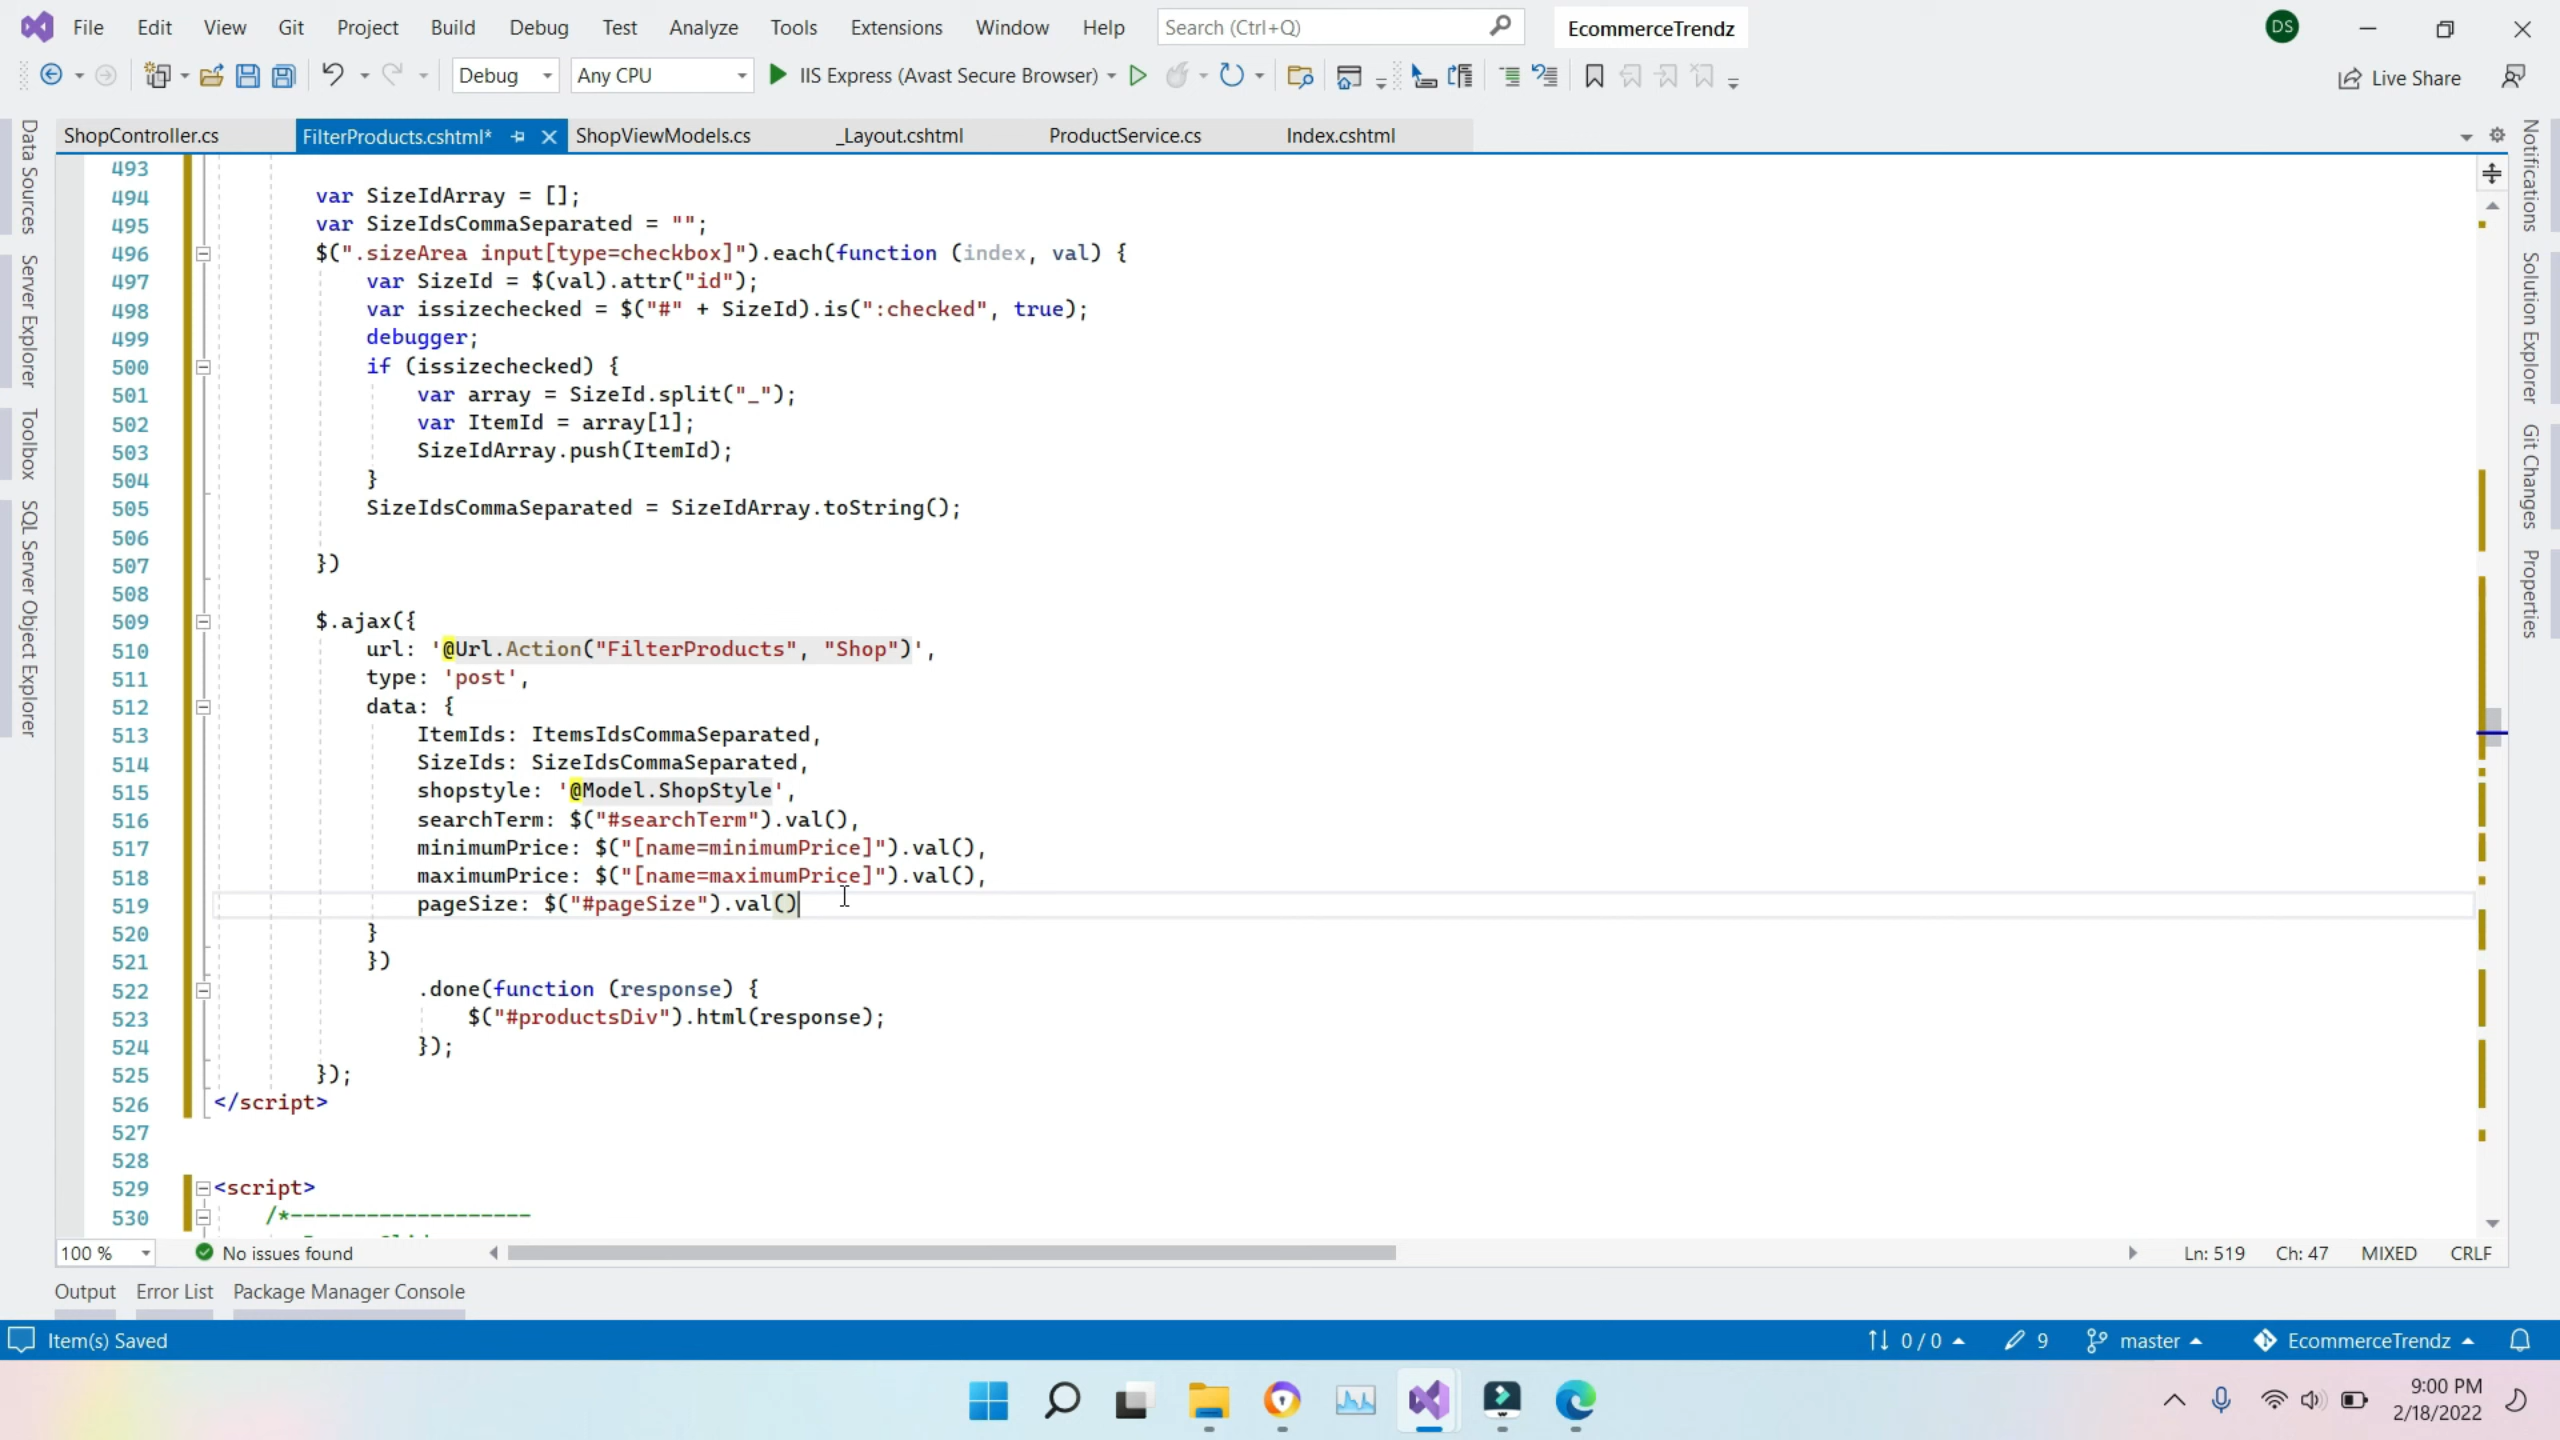 File Edit View Git Project Build Debug Test Analyze Tools Extensions Window Help Search (Ctrl+Q) EcommerceTrendz DS
Debug Any CPU IIS Express (Avast Secure Browser) Live Share
ShopController.cs FilterProducts.cshtml* ShopViewModels.cs _Layout.cshtml ProductService.cs Index.cshtml
Data Sources
Server Explorer
Toolbox
SQL Server Object Explorer
493
494 var SizeIdArray = [];
495 var SizeIdsCommaSeparated = "";
496 $(".sizeArea input[type=checkbox]").each(function (index, val) {
497 var SizeId = $(val).attr("id");
498 var issizechecked = $("#" + SizeId).is(":checked", true);
499 debugger;
500 if (issizechecked) {
501 var array = SizeId.split("_");
502 var ItemId = array[1];
503 SizeIdArray.push(ItemId);
504 }
505 SizeIdsCommaSeparated = SizeIdArray.toString();
506
507 })
508
509 $.ajax({
510 url: '@Url.Action("FilterProducts", "Shop")',
511 type: 'post',
512 data: {
513 ItemIds: ItemsIdsCommaSeparated,
514 SizeIds: SizeIdsCommaSeparated,
515 shopstyle: '@Model.ShopStyle',
516 searchTerm: $("#searchTerm").val(),
517 minimumPrice: $("[name=minimumPrice]").val(),
518 maximumPrice: $("[name=maximumPrice]").val(),
519 pageSize: $("#pageSize").val()
520 }
521 })
522 .done(function (response) {
523 $("#productsDiv").html(response);
524 });
525 });
526 </script>
527
528
529 <script>
530 /*-------------------
Notifications
Solution Explorer
Git Changes
Properties
100 % No issues found Ln: 519 Ch: 47 MIXED CRLF
Output Error List Package Manager Console
Item(s) Saved 0 / 0 9 master EcommerceTrendz
9:00 PM
2/18/2022